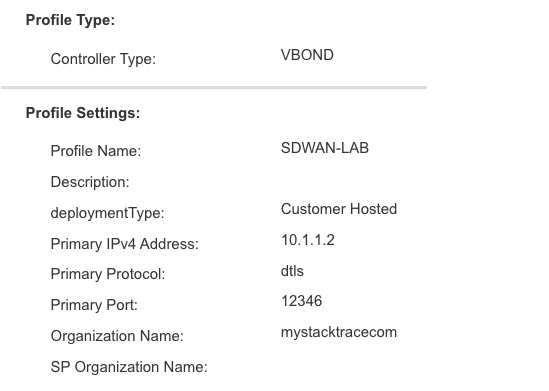 Profile Type:
Controller Type: VBOND
Profile Settings:
Profile Name: SDWAN-LAB
Description:
deploymentType: Customer Hosted
Primary IPv4 Address: 10.1.1.2
Primary Protocol: dtls
Primary Port: 12346
Organization Name: mystacktracecom
SP Organization Name: